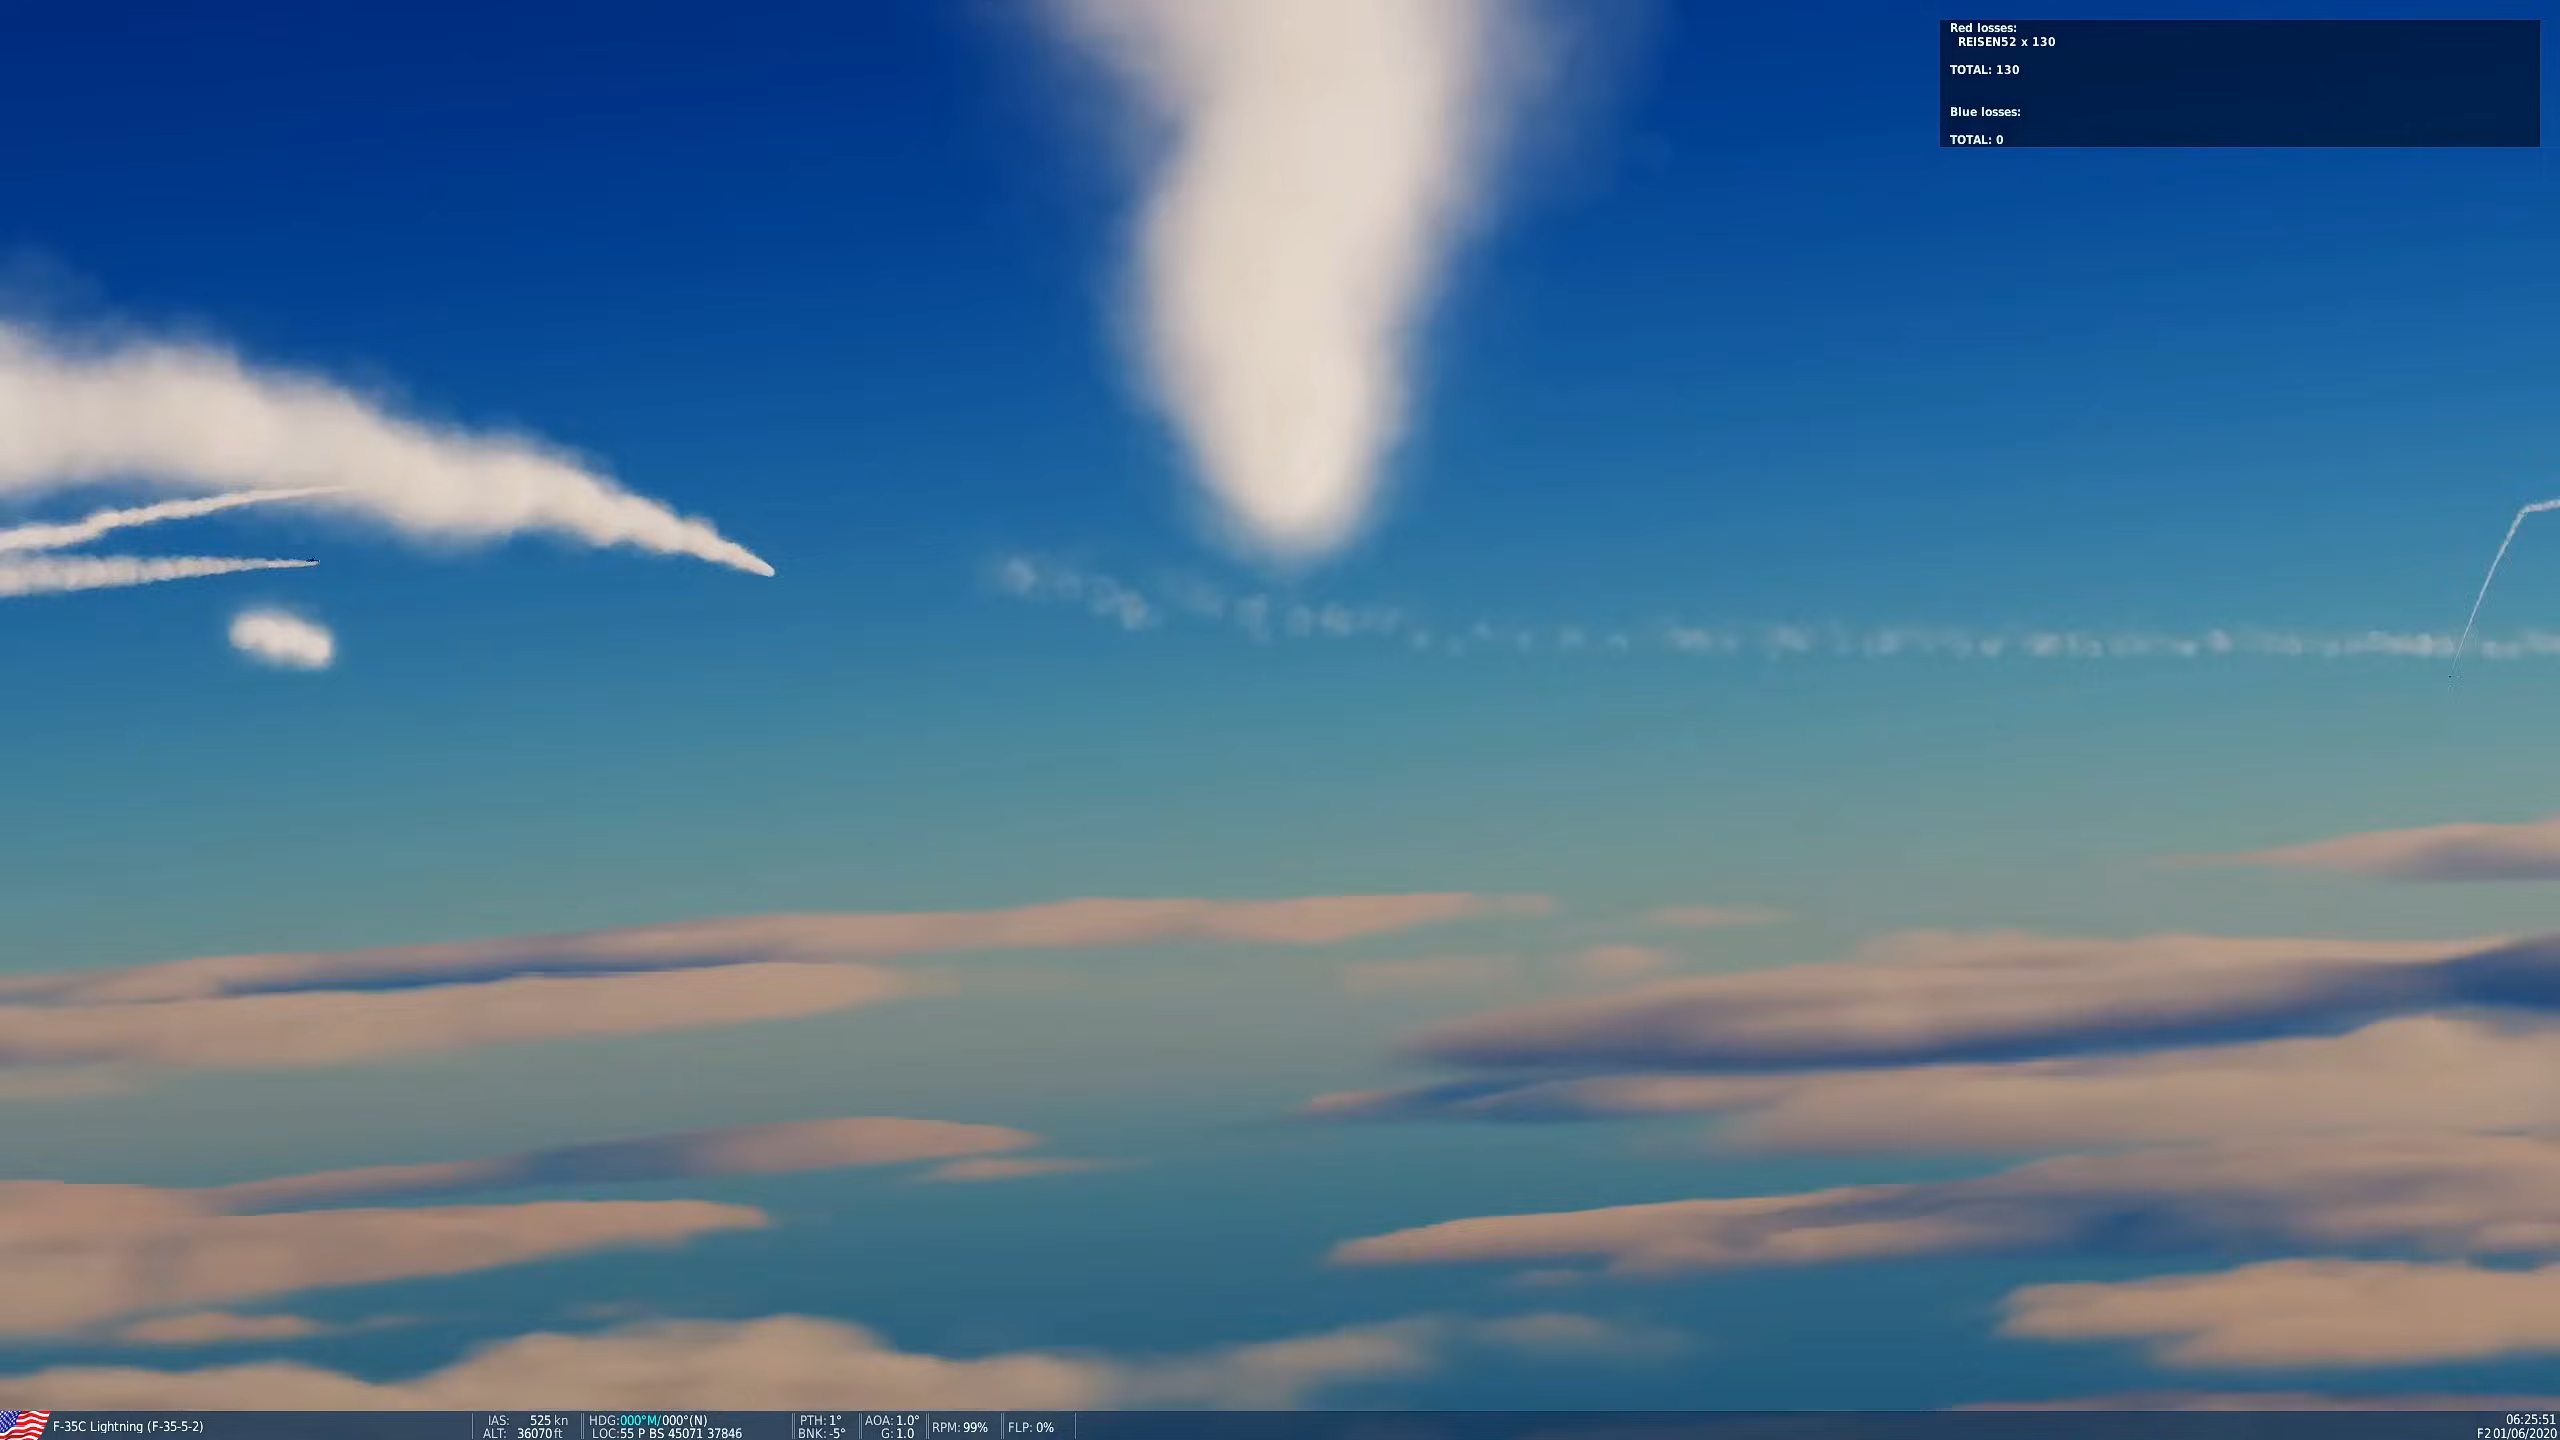 Red losses:
REISEN52 x 130
TOTAL: 130
Blue losses:
TOTAL: 0
F-35C Lightning (F-35-5-2)
IAS: 525 kn
ALT: 36070 ft
HDG:000°M/000°(N)
LOC:55 P BS 45071 37846
PTH: 1°
BNK: -5°
AOA: 1.0°
G: 1.0
RPM: 99%
FLP: 0%
06:25:51
F2 01/06/2020